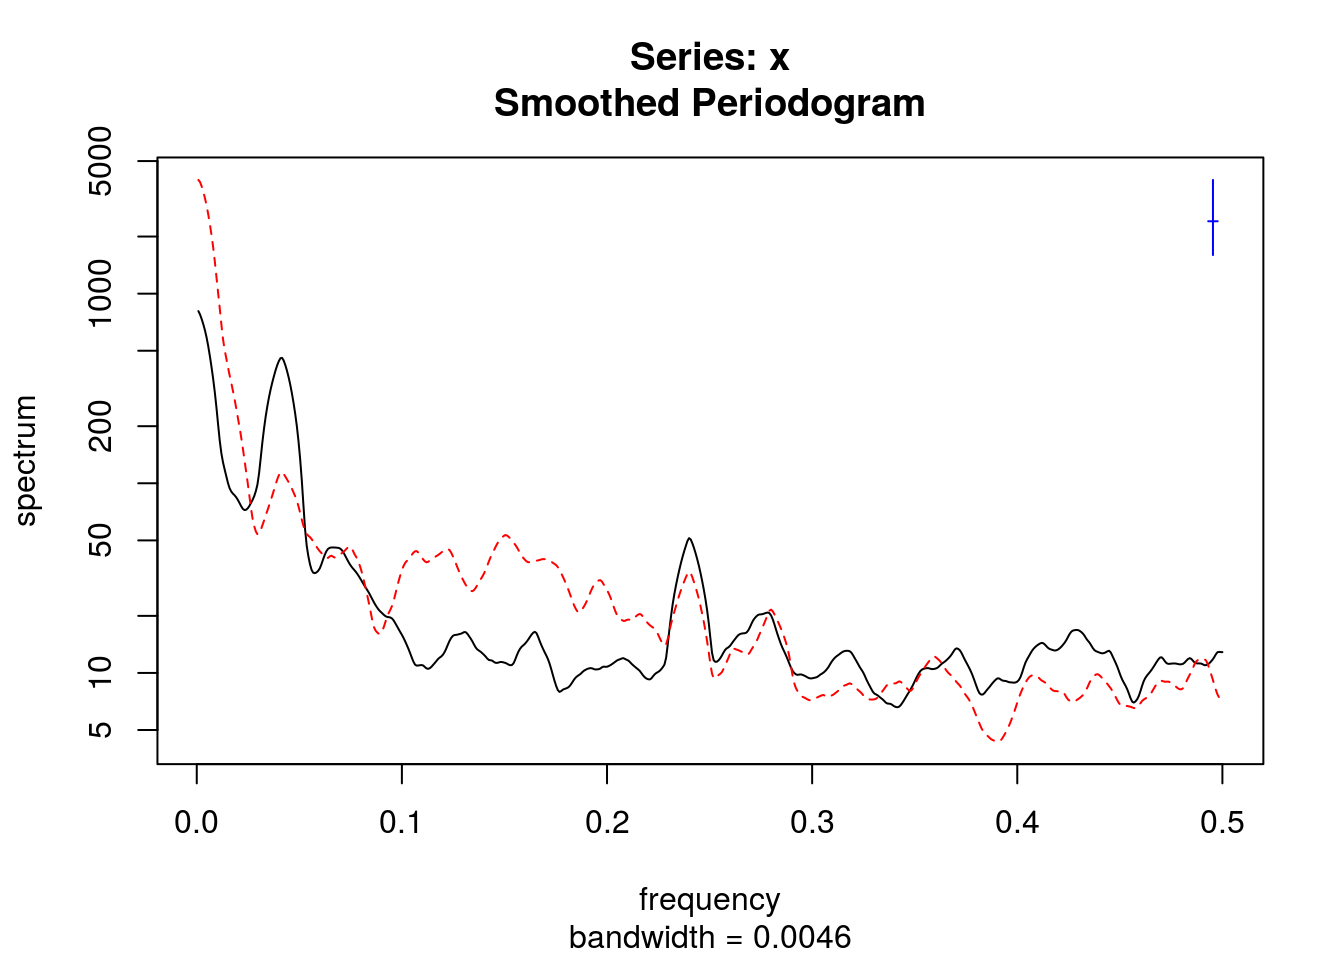 Series: x
Smoothed Periodogram
spectrum
5000
1000
200
50
10
5
0.0 0.1 0.2 0.3 0.4 0.5
frequency
bandwidth = 0.0046